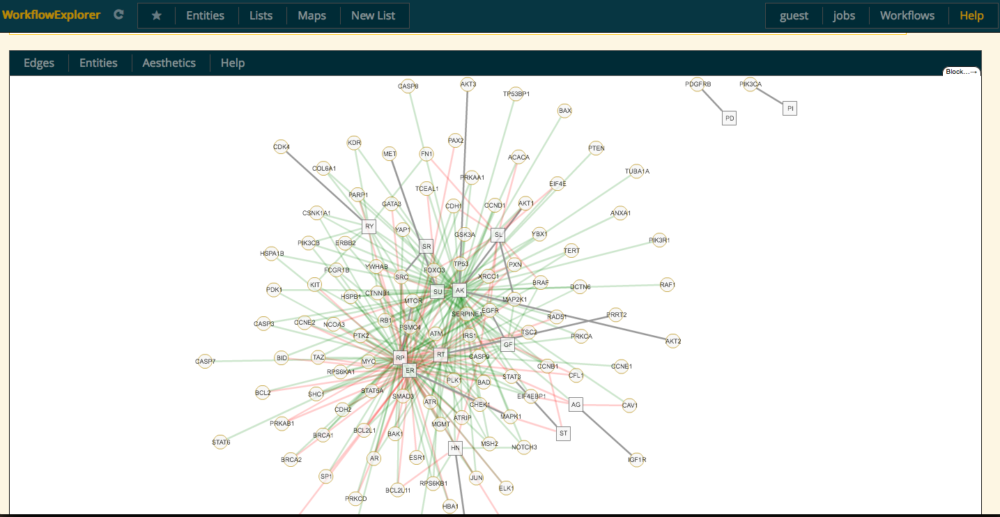 WorkflowExplorer ★ Entities Lists Maps New List guest jobs Workflows Help
Edges Entities Aesthetics Help
Block...→
CASP8 AKT3 TP53BP1 PDGFRB PIK3CA
BAX PI
PD
KDR PAX2 CDK4 MET FN1 PTEN
ACACA
COL6A1 TUBA1A
PRKAA1
TCEAL1 EIF4E
PARP1
GATA3 CDH1 CCND1 AKT1
CSNK1A1 ANXA1
RY YAP1 GSK3A SL YBX1
PIK3CB ERBB2 SR PIK3R1
HSPA1B TERT
FCGR1B YWHAB FOXO3 TP53 PXN
SRC XRCC1
PDK1 KIT BRAF DCTN6 RAF1
HSPB1 CTNNB1 SU AK
MTOR MAP2K1
SERPINE1 EGFR RAD51 PRRT2
CASP3 CCNE2 NCOA3 RB1 PSMC4
PTK2 ATM IRS1 TSC2 PRKCA
AKT2
GF
CASP7 BID TAZ MYC RP RT CASP9
RPS6KA1 ER CCNB1 CCNE1
PLK1 BAD STAT3 CFL1
BCL2 SHC1 STAT5A SMAD3 ATR CHEK1 EIF4EBP1
CDH2 AG CAV1
PRKAB1 BCL2L1 MGMT ATRIP MAPK1
BRCA1 BAK1 ST
STAT6 HN MSH2 NOTCH3
BRCA2 AR ESR1 IGF1R
SP1 JUN
BCL2L11 RPS6KB1 ELK1
PRKCD HBA1